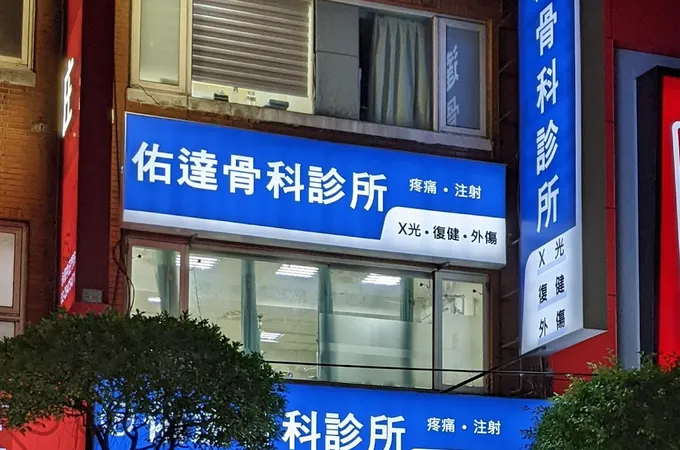 佑達骨科診所
疼痛・注射
X光・復健・外傷
骨科診所
X光
復健
外傷
科診所
疼痛・注射